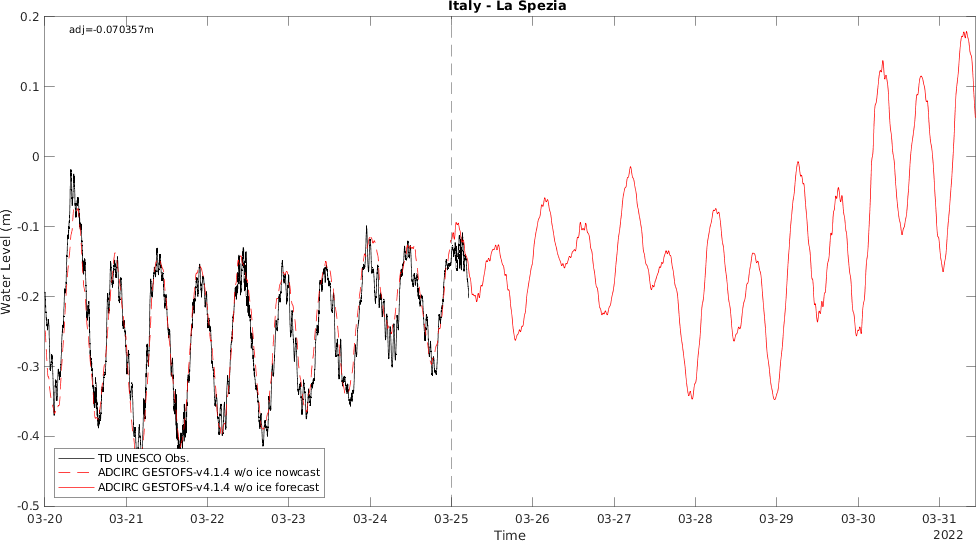 Italy - La Spezia
adj=-0.070357m
0.2
0.1
0
-0.1
-0.2
-0.3
-0.4
-0.5
Water Level (m)
TD UNESCO Obs.
ADCIRC GESTOFS-v4.1.4 w/o ice nowcast
ADCIRC GESTOFS-v4.1.4 w/o ice forecast
03-20 03-21 03-22 03-23 03-24 03-25 03-26 03-27 03-28 03-29 03-30 03-31
Time
2022